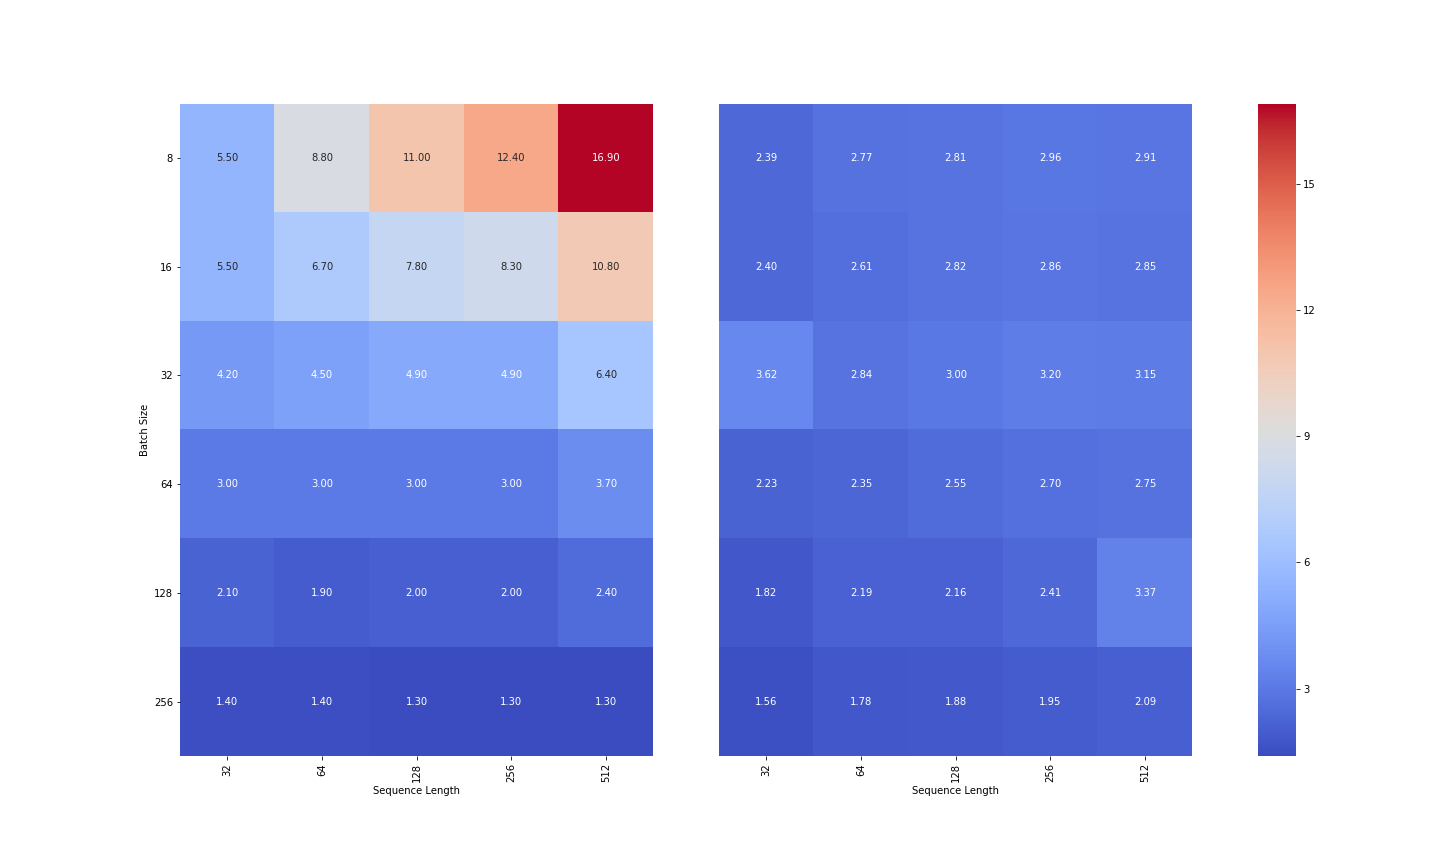 8 5.50 8.80 11.00 12.40 16.90 2.39 2.77 2.81 2.96 2.91
15
16 5.50 6.70 7.80 8.30 10.80 2.40 2.61 2.82 2.86 2.85
12
32 4.20 4.50 4.90 4.90 6.40 3.62 2.84 3.00 3.20 3.15
Batch Size
9
64 3.00 3.00 3.00 3.00 3.70 2.23 2.35 2.55 2.70 2.75
6
128 2.10 1.90 2.00 2.00 2.40 1.82 2.19 2.16 2.41 3.37
3
256 1.40 1.40 1.30 1.30 1.30 1.56 1.78 1.88 1.95 2.09
32 64 128 256 512 32 64 128 256 512
Sequence Length Sequence Length